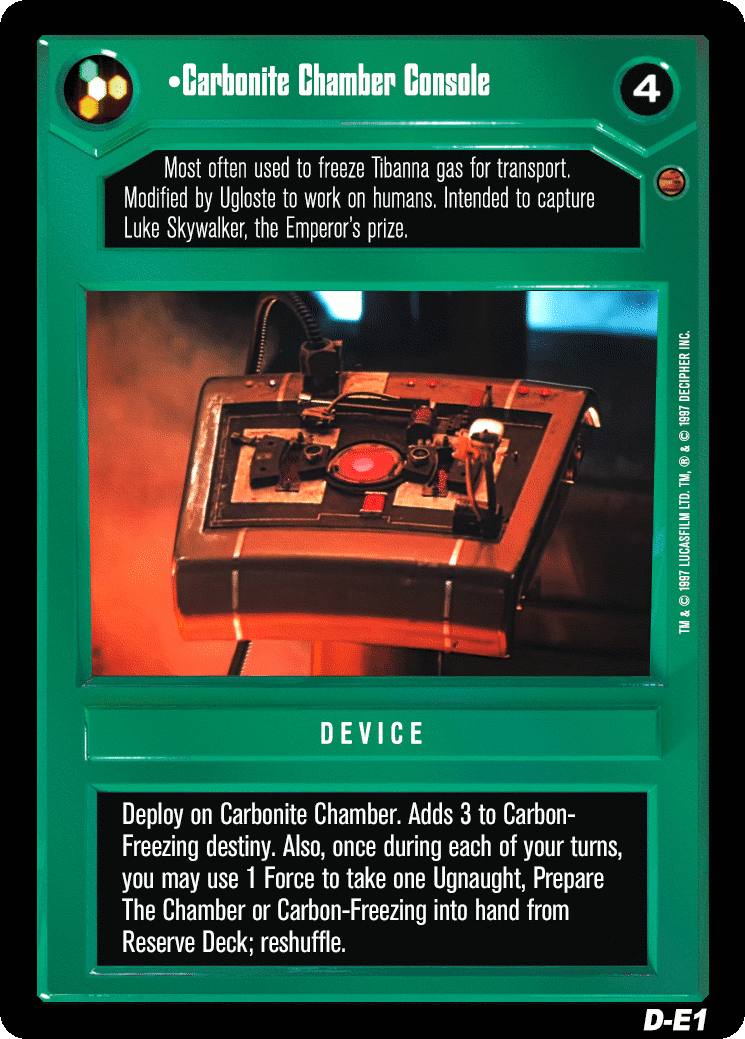 •Carbonite Chamber Console
4
Most often used to freeze Tibanna gas for transport.
Modified by Ugloste to work on humans. Intended to capture
Luke Skywalker, the Emperor's prize.
TM & © 1997 LUCASFILM LTD. TM, ® & © 1997 DECIPHER INC.
DEVICE
Deploy on Carbonite Chamber. Adds 3 to Carbon-
Freezing destiny. Also, once during each of your turns,
you may use 1 Force to take one Ugnaught, Prepare
The Chamber or Carbon-Freezing into hand from
Reserve Deck; reshuffle.
D-E1